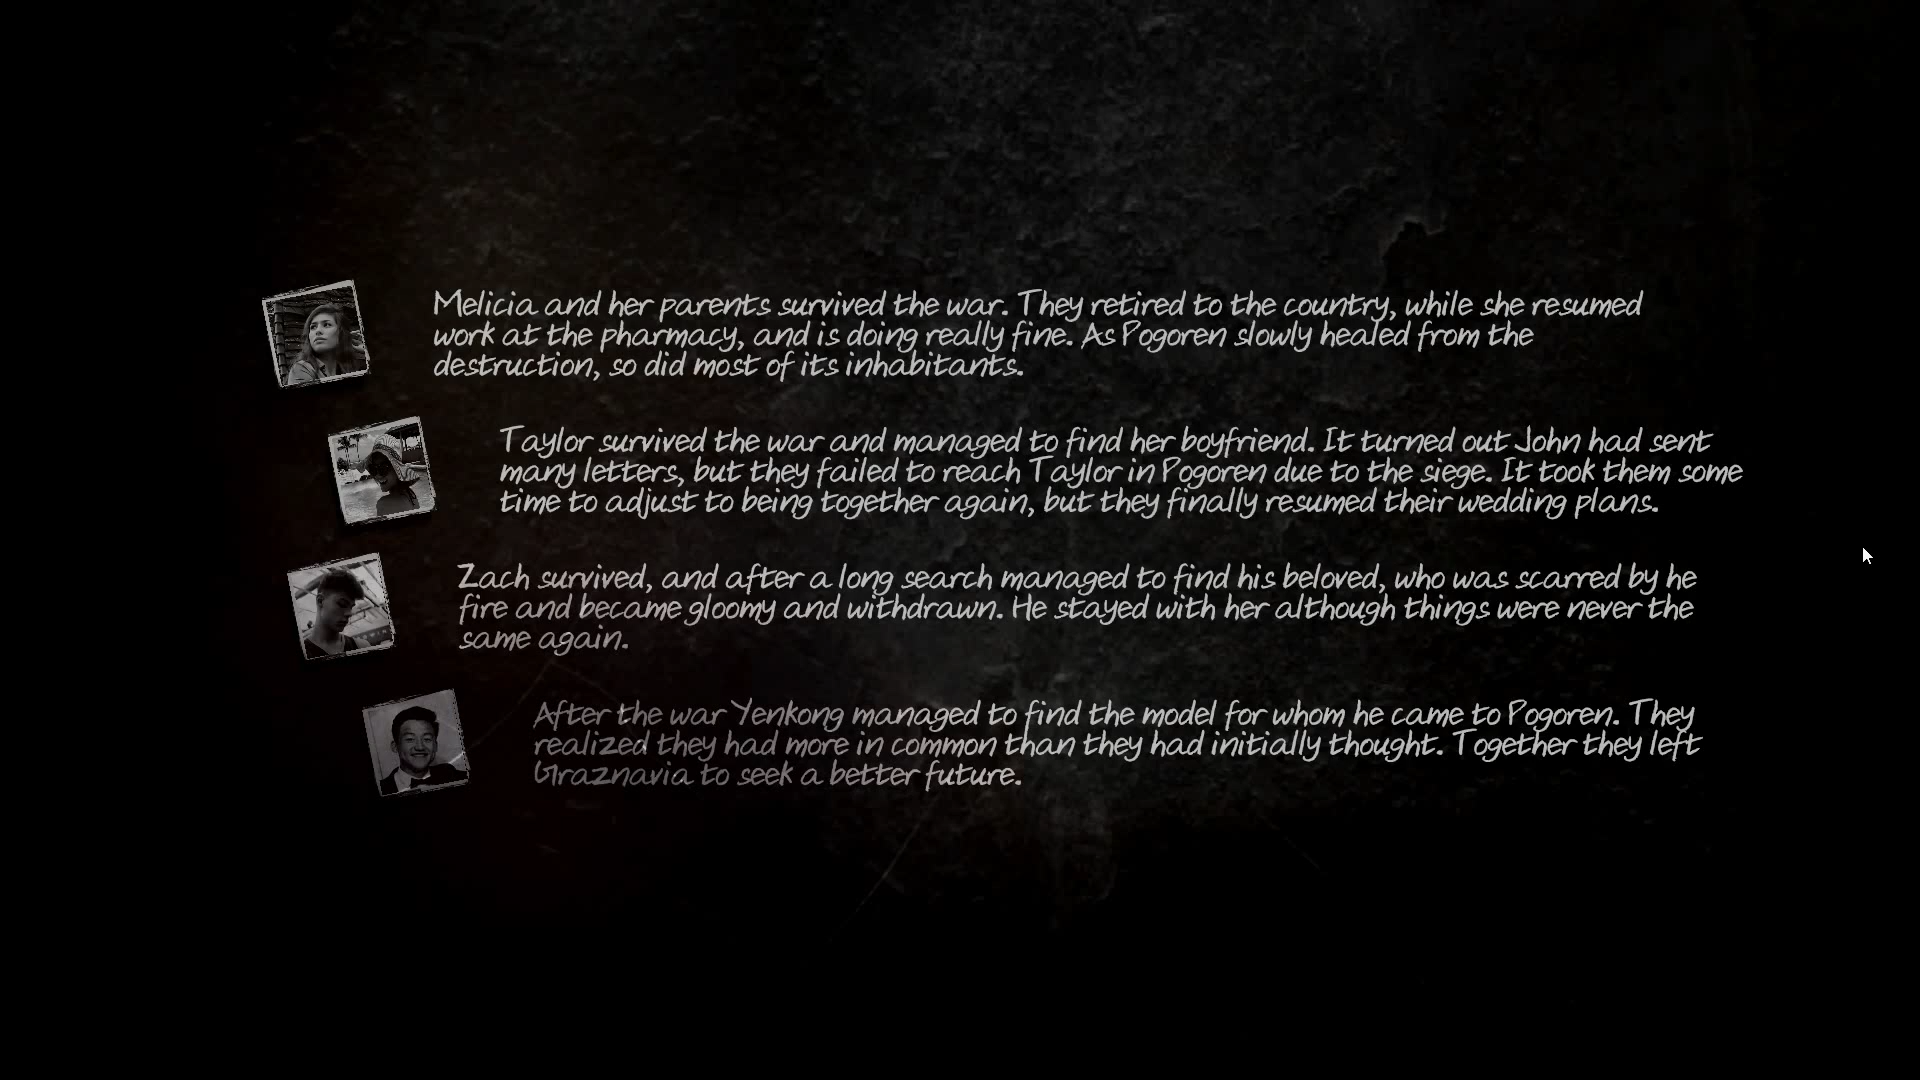 Melicia and her parents survived the war. They retired to the country, while she resumed
work at the pharmacy, and is doing really fine. As Pogoren slowly healed from the
destruction, so did most of its inhabitants.
Taylor survived the war and managed to find her boyfriend. It turned out John had sent
many letters, but they failed to reach Taylor in Pogoren due to the siege. It took them some
time to adjust to being together again, but they finally resumed their wedding plans.
Zach survived, and after a long search managed to find his beloved, who was scarred by he
fire and became gloomy and withdrawn. He stayed with her although things were never the
same again.
After the war Yenkong managed to find the model for whom he came to Pogoren. They
realized they had more in common than they had initially thought. Together they left
Graznavia to seek a better future.